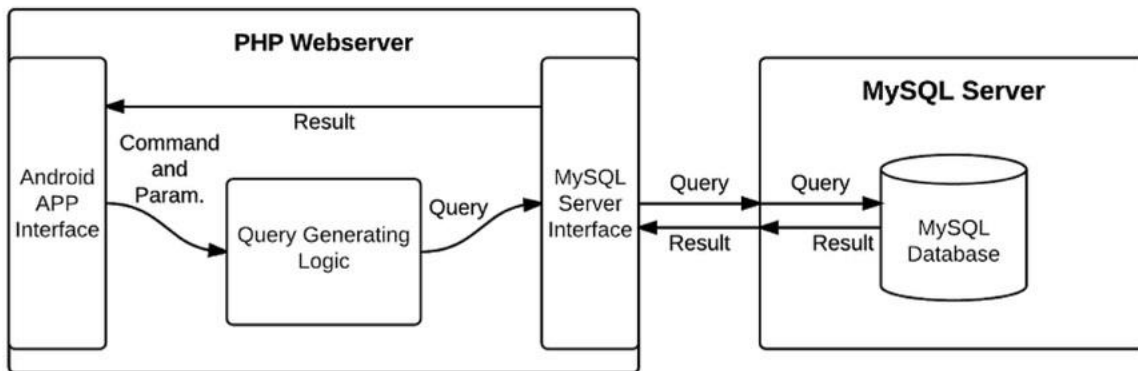 PHP Webserver
MySQL Server
Result
Command
and
Param.
Android
APP
Interface
Query Generating
Logic
Query
MySQL
Server
Interface
Query
Result
Query
Result
MySQL
Database